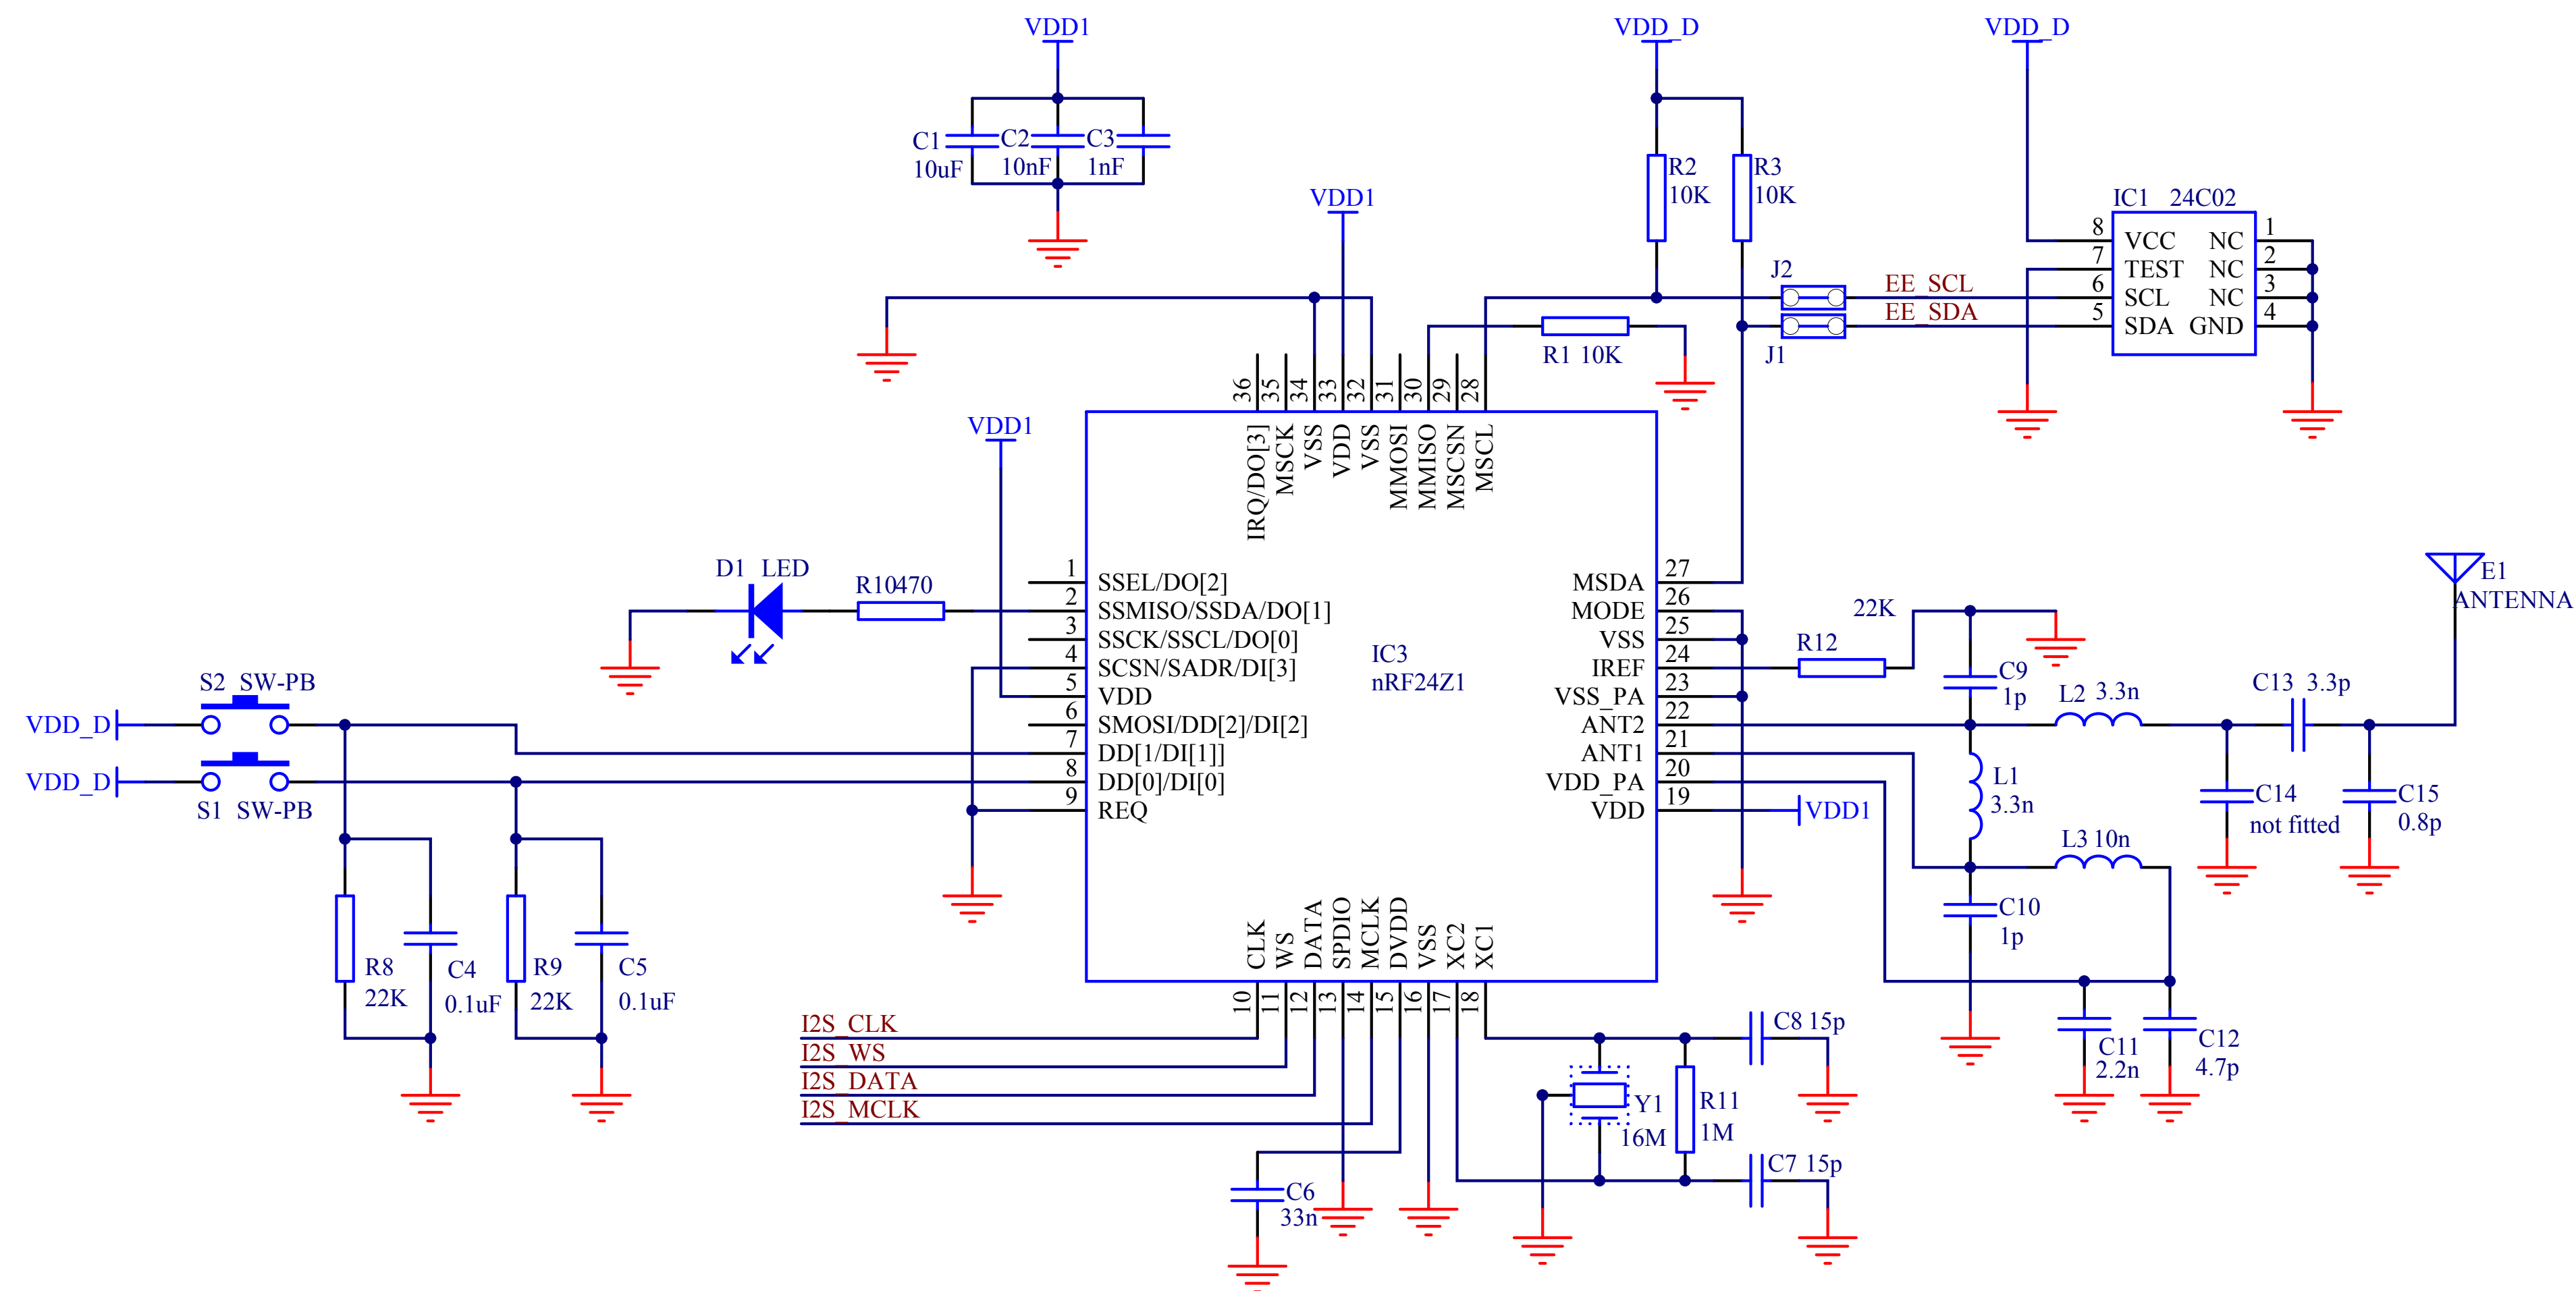 VDD1
VDD_D
VDD_D
C1
10uF
C2
10nF
C3
1nF
R2
10K
R3
10K
VDD1
IC1 24C02
8 VCC NC 1
7 TEST NC 2
6 SCL NC 3
5 SDA GND 4
J2
EE_SCL
EE_SDA
J1
R1 10K
36 35 34 33 32 31 30 29 28
IRQ/DO[3]
MSCK
VSS
VDD
VSS
MMOSI
MMISO
MSCSN
MSCL
VDD1
D1 LED
R10 470
1 SSEL/DO[2]
2 SSMISO/SSDA/DO[1]
3 SSCK/SSCL/DO[0]
4 SCSN/SADR/DI[3]
5 VDD
6 SMOSI/DD[2]/DI[2]
7 DD[1/DI[1]]
8 DD[0]/DI[0]
9 REQ
IC3
nRF24Z1
MSDA 27
MODE 26
VSS 25
IREF 24
VSS_PA 23
ANT2 22
ANT1 21
VDD_PA 20
VDD 19
VDD1
22K
R12
C9
1p
L2 3.3n
C13 3.3p
E1
ANTENNA
L1
3.3n
C14
not fitted
C15
0.8p
L3 10n
C10
1p
C11
2.2n
C12
4.7p
S2 SW-PB
VDD_D
VDD_D
S1 SW-PB
R8
22K
C4
0.1uF
R9
22K
C5
0.1uF
CLK
WS
DATA
SPDIO
MCLK
DVDD
VSS
XC2
XC1
10 11 12 13 14 15 16 17 18
I2S_CLK
I2S_WS
I2S_DATA
I2S_MCLK
C8 15p
Y1
16M
R11
1M
C7 15p
C6
33n